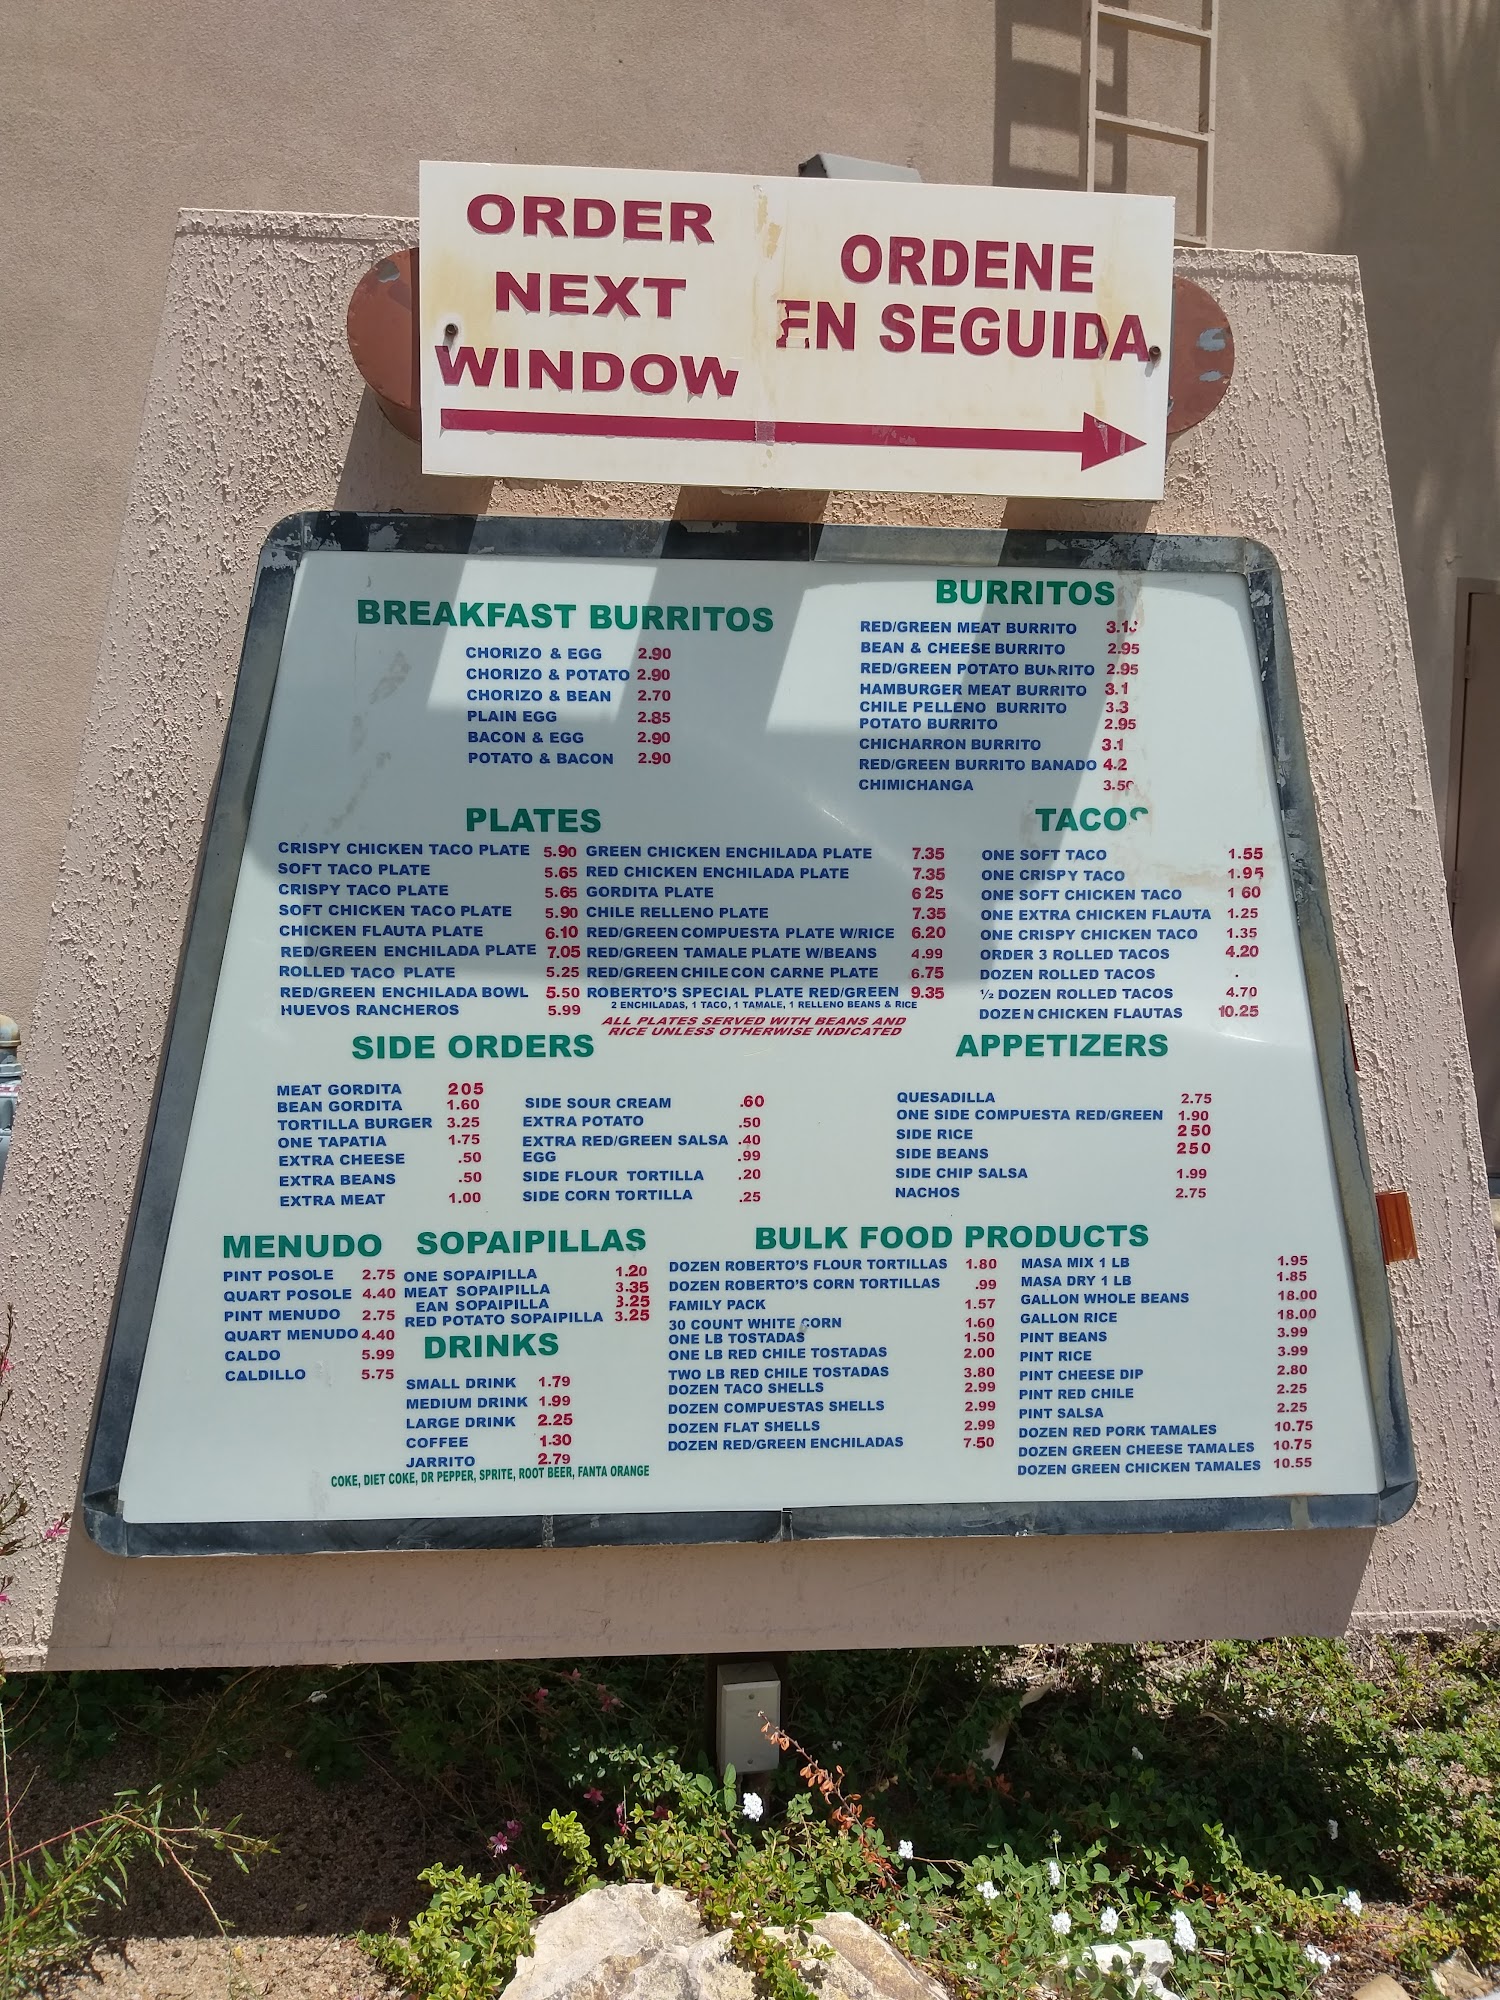 ORDER
NEXT
WINDOW
ORDENE
EN SEGUIDA
BREAKFAST BURRITOS
CHORIZO & EGG 2.90
CHORIZO & POTATO 2.90
CHORIZO & BEAN 2.70
PLAIN EGG 2.85
BACON & EGG 2.90
POTATO & BACON 2.90
BURRITOS
RED/GREEN MEAT BURRITO
BEAN & CHEESE BURRITO 2.95
RED/GREEN POTATO BURRITO 2.95
HAMBURGER MEAT BURRITO 3.1
CHILE PELLENO BURRITO 3.3
POTATO BURRITO 2.95
CHICHARRON BURRITO 3.1
RED/GREEN BURRITO BANADO 4.2
CHIMICHANGA 3.50
PLATES
CRISPY CHICKEN TACO PLATE 5.90
SOFT TACO PLATE 5.65
CRISPY TACO PLATE 5.65
SOFT CHICKEN TACO PLATE 5.90
CHICKEN FLAUTA PLATE 6.10
RED/GREEN ENCHILADA PLATE 7.05
ROLLED TACO PLATE 5.25
RED/GREEN ENCHILADA BOWL 5.50
HUEVOS RANCHEROS 5.99
GREEN CHICKEN ENCHILADA PLATE 7.35
RED CHICKEN ENCHILADA PLATE 7.35
GORDITA PLATE 6 25
CHILE RELLENO PLATE 7.35
RED/GREEN COMPUESTA PLATE W/RICE 6.20
RED/GREEN TAMALE PLATE W/BEANS 4.99
RED/GREEN CHILE CON CARNE PLATE 6.75
ROBERTO'S SPECIAL PLATE RED/GREEN 9.35
2 ENCHILADAS, 1 TACO, 1 TAMALE, 1 RELLENO BEANS & RICE
ALL PLATES SERVED WITH BEANS AND
RICE UNLESS OTHERWISE INDICATED
TACOS
ONE SOFT TACO 1.55
ONE CRISPY TACO 1.95
ONE SOFT CHICKEN TACO 1 60
ONE EXTRA CHICKEN FLAUTA 1.25
ONE CRISPY CHICKEN TACO 1.35
ORDER 3 ROLLED TACOS 4.20
DOZEN ROLLED TACOS .
½ DOZEN ROLLED TACOS 4.70
DOZEN CHICKEN FLAUTAS 10.25
SIDE ORDERS
MEAT GORDITA 2 05
BEAN GORDITA 1.60
TORTILLA BURGER 3.25
ONE TAPATIA 1.75
EXTRA CHEESE .50
EXTRA BEANS .50
EXTRA MEAT 1.00
SIDE SOUR CREAM .60
EXTRA POTATO .50
EXTRA RED/GREEN SALSA .40
EGG .99
SIDE FLOUR TORTILLA .20
SIDE CORN TORTILLA .25
APPETIZERS
QUESADILLA 2.75
ONE SIDE COMPUESTA RED/GREEN 1.90
SIDE RICE 2 50
SIDE BEANS 2 50
SIDE CHIP SALSA 1.99
NACHOS 2.75
MENUDO
PINT POSOLE 2.75
QUART POSOLE 4.40
PINT MENUDO 2.75
QUART MENUDO 4.40
CALDO 5.99
CALDILLO 5.75
SOPAIPILLAS
ONE SOPAIPILLA 1.20
MEAT SOPAIPILLA 3.35
EAN SOPAIPILLA 3.25
RED POTATO SOPAIPILLA 3.25
DRINKS
SMALL DRINK 1.79
MEDIUM DRINK 1.99
LARGE DRINK 2.25
COFFEE 1.30
JARRITO 2.79
COKE, DIET COKE, DR PEPPER, SPRITE, ROOT BEER, FANTA ORANGE
BULK FOOD PRODUCTS
DOZEN ROBERTO'S FLOUR TORTILLAS 1.80
DOZEN ROBERTO'S CORN TORTILLAS .99
FAMILY PACK 1.57
30 COUNT WHITE CORN 1.60
ONE LB TOSTADAS 1.50
ONE LB RED CHILE TOSTADAS 2.00
TWO LB RED CHILE TOSTADAS 3.80
DOZEN TACO SHELLS 2.99
DOZEN COMPUESTAS SHELLS 2.99
DOZEN FLAT SHELLS 2.99
DOZEN RED/GREEN ENCHILADAS 7.50
MASA MIX 1 LB 1.95
MASA DRY 1 LB 1.85
GALLON WHOLE BEANS 18.00
GALLON RICE 18.00
PINT BEANS 3.99
PINT RICE 3.99
PINT CHEESE DIP 2.80
PINT RED CHILE 2.25
PINT SALSA 2.25
DOZEN RED PORK TAMALES 10.75
DOZEN GREEN CHEESE TAMALES 10.75
DOZEN GREEN CHICKEN TAMALES 10.55